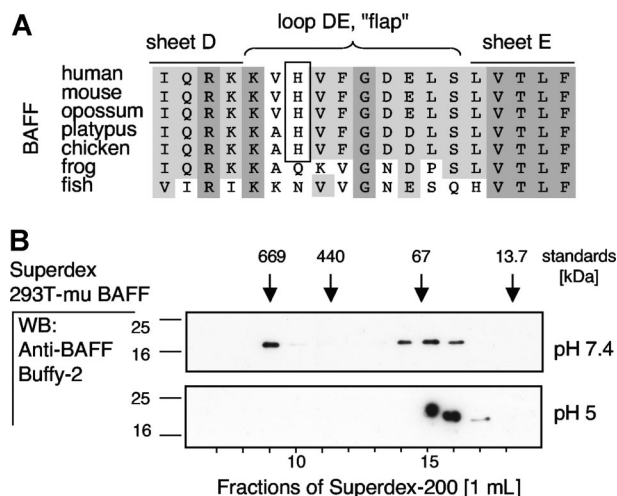 A
loop DE, "flap"
sheet D sheet E
BAFF
human I Q R K K V H V F G D E L S L V T L F
mouse I Q R K K V H V F G D E L S L V T L F
opossum I Q R K K V H V F G D E L S L V T L F
platypus I Q R K K A H V F G D D L S L V T L F
chicken I Q R K K A H V F G D D L S L V T L F
frog I Q R K K A Q K V G N D P S L V T L F
fish V I R I K K N V V G N E S Q H V T L F
B
669 440 67 13.7 standards
[kDa]
Superdex
293T-mu BAFF
WB:
Anti-BAFF
Buffy-2
25
16
pH 7.4
25
16
pH 5
10 15
Fractions of Superdex-200 [1 mL]